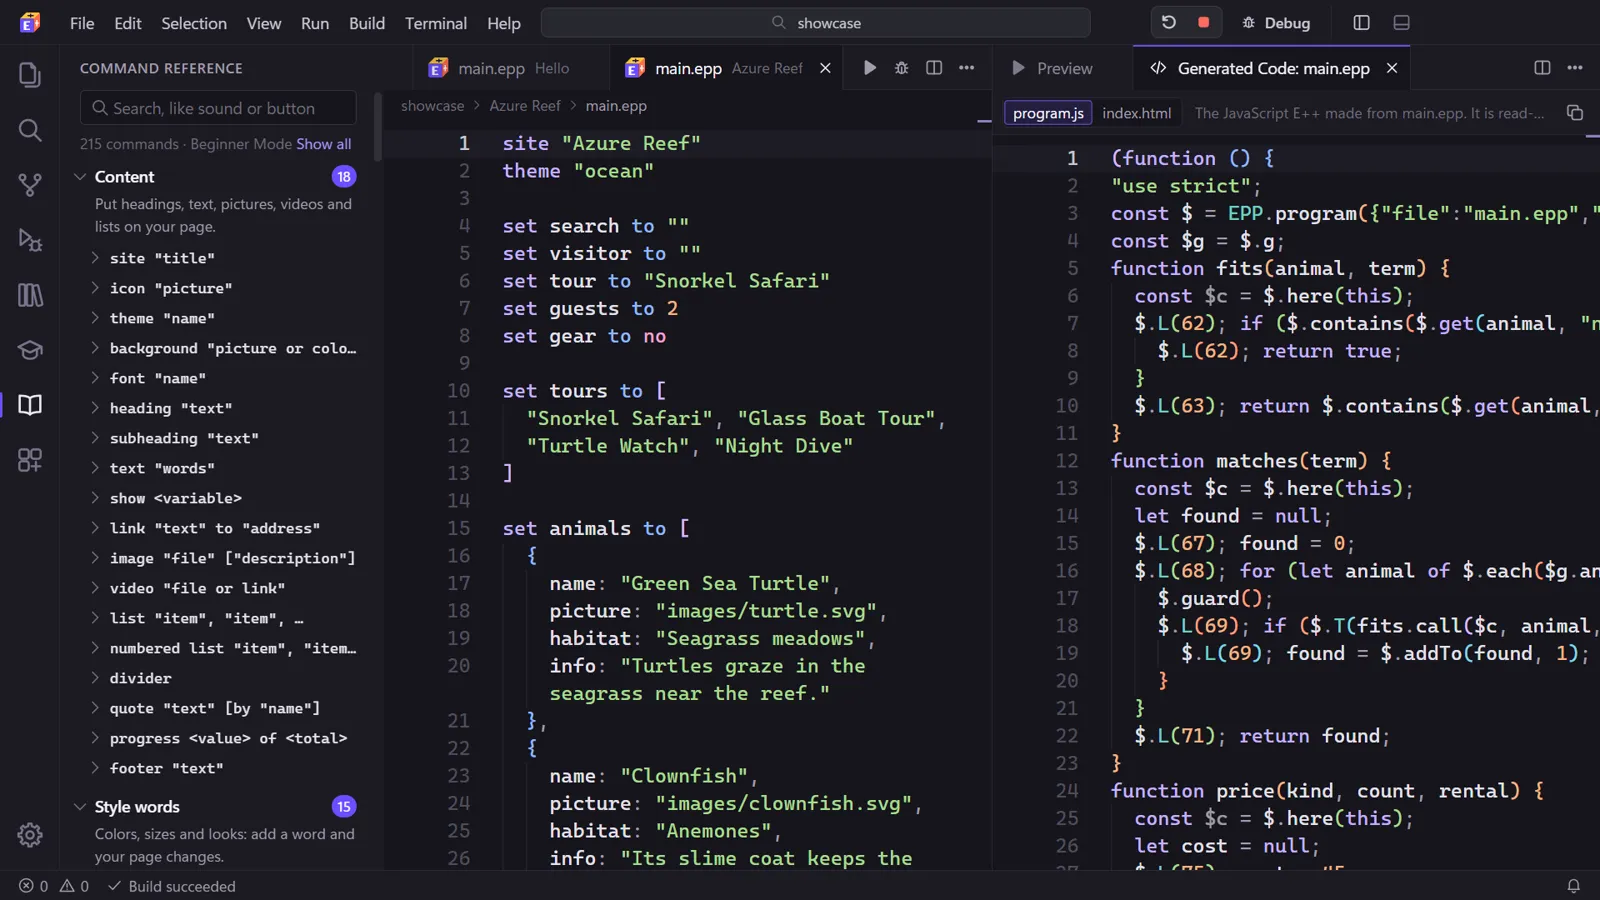 File Edit Selection View Run Build Terminal Help
showcase
Debug
COMMAND REFERENCE
Search, like sound or button
215 commands · Beginner Mode Show all
Content 18
Put headings, text, pictures, videos and
lists on your page.
site "title"
icon "picture"
theme "name"
background "picture or colo…
font "name"
heading "text"
subheading "text"
text "words"
show <variable>
link "text" to "address"
image "file" ["description"]
video "file or link"
list "item", "item", …
numbered list "item", "item…
divider
quote "text" [by "name"]
progress <value> of <total>
footer "text"
Style words 15
Colors, sizes and looks: add a word and
your page changes.
main.epp Hello
main.epp Azure Reef
showcase > Azure Reef > main.epp
1 site "Azure Reef"
2 theme "ocean"
3
4 set search to ""
5 set visitor to ""
6 set tour to "Snorkel Safari"
7 set guests to 2
8 set gear to no
9
10 set tours to [
11 "Snorkel Safari", "Glass Boat Tour",
12 "Turtle Watch", "Night Dive"
13 ]
14
15 set animals to [
16 {
17 name: "Green Sea Turtle",
18 picture: "images/turtle.svg",
19 habitat: "Seagrass meadows",
20 info: "Turtles graze in the
seagrass near the reef."
21 },
22 {
23 name: "Clownfish",
24 picture: "images/clownfish.svg",
25 habitat: "Anemones",
26 info: "Its slime coat keeps the
Preview
Generated Code: main.epp
program.js index.html The JavaScript E++ made from main.epp. It is read-…
1 (function () {
2 "use strict";
3 const $ = EPP.program({"file":"main.epp","
4 const $g = $.g;
5 function fits(animal, term) {
6 const $c = $.here(this);
7 $.L(62); if ($.contains($.get(animal, "n
8 $.L(62); return true;
9 }
10 $.L(63); return $.contains($.get(animal,
11 }
12 function matches(term) {
13 const $c = $.here(this);
14 let found = null;
15 $.L(67); found = 0;
16 $.L(68); for (let animal of $.each($g.an
17 $.guard();
18 $.L(69); if ($.T(fits.call($c, animal,
19 $.L(69); found = $.addTo(found, 1);
20 }
21 }
22 $.L(71); return found;
23 }
24 function price(kind, count, rental) {
25 const $c = $.here(this);
26 let cost = null;
0 0 Build succeeded